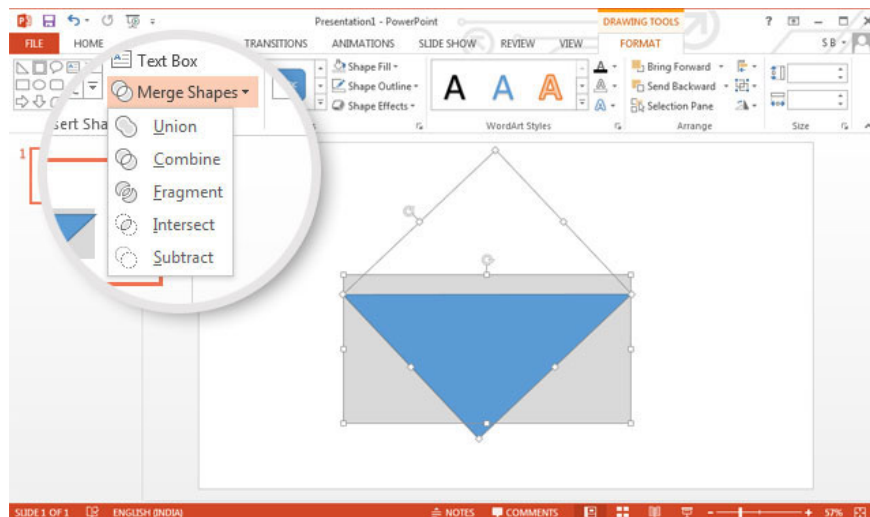 Presentation1 - PowerPoint
DRAWING TOOLS
?
FILE
HOME
TRANSITIONS
ANIMATIONS
SLIDE SHOW
REVIEW
VIEW
FORMAT
S B
Text Box
Merge Shapes
Union
Combine
Fragment
Intersect
Subtract
Shape Fill
Shape Outline
Shape Effects
A A A
WordArt Styles
A
A
A
Bring Forward
Send Backward
Selection Pane
Arrange
Size
1
SLIDE 1 OF 1
ENGLISH (INDIA)
NOTES
COMMENTS
57%